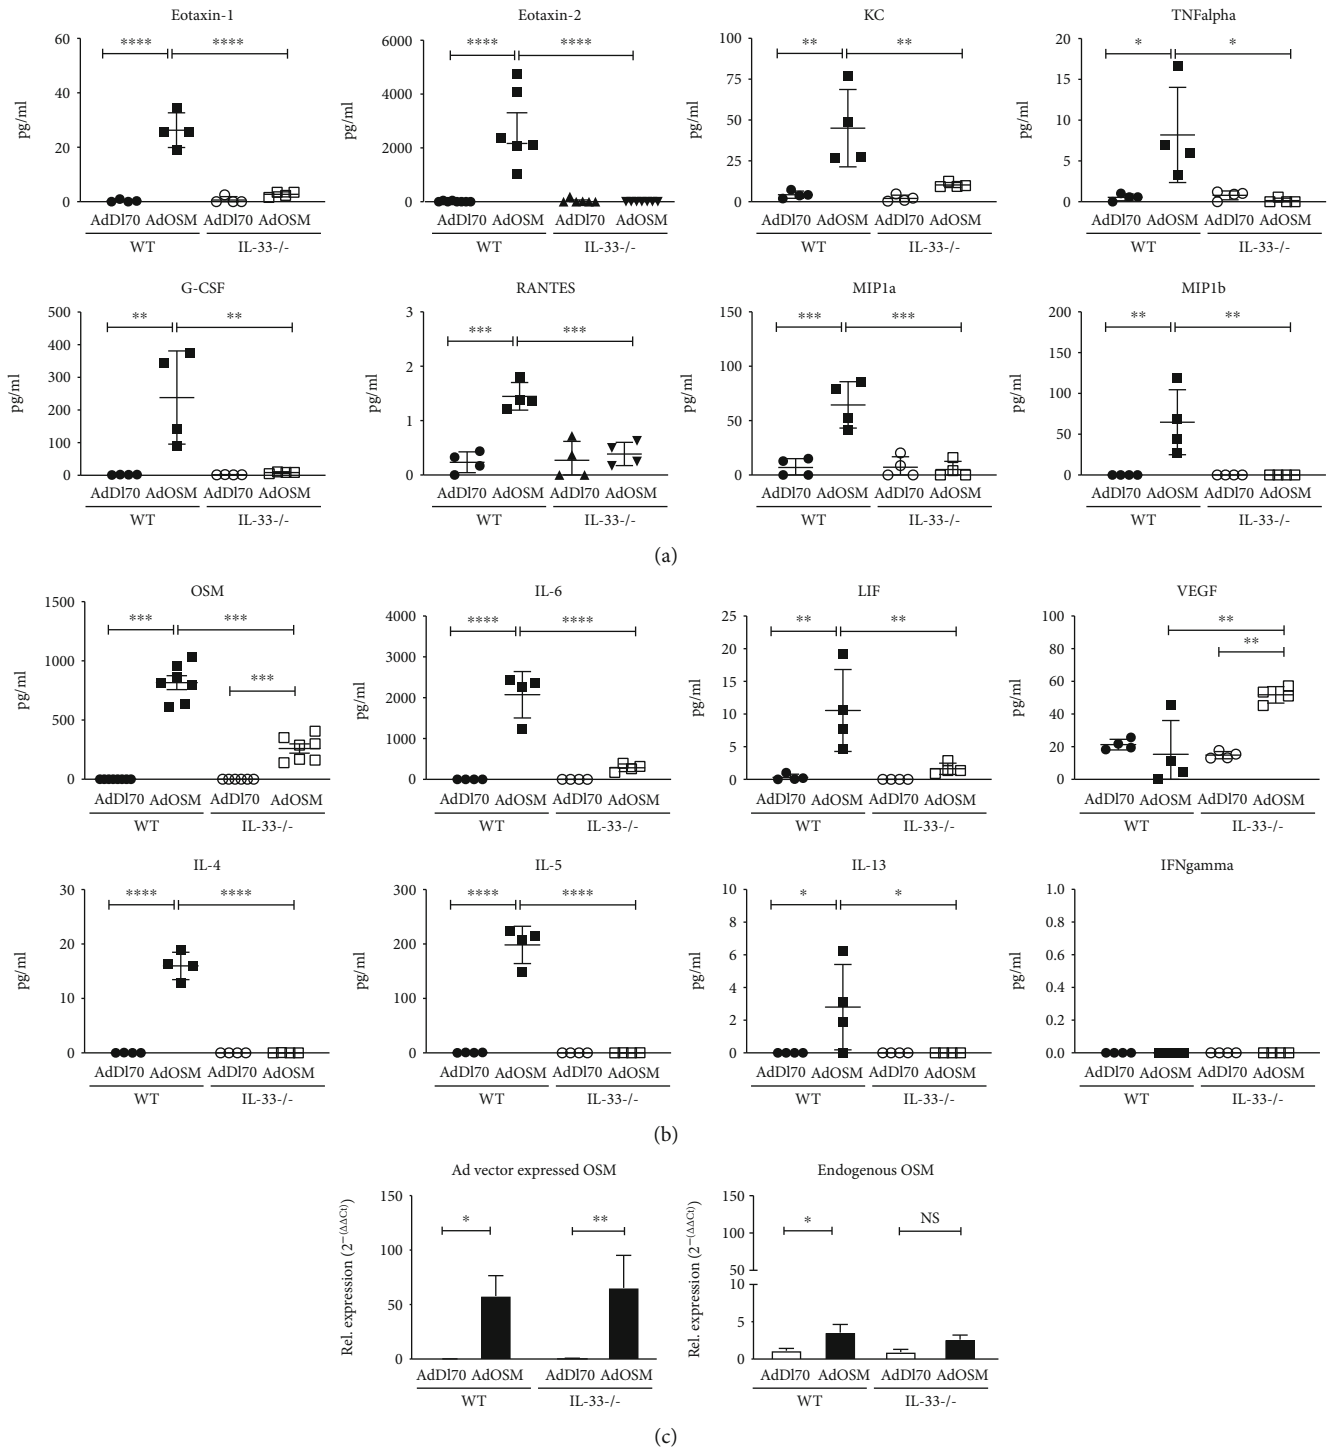 Eotaxin-1 Eotaxin-2 KC TNFalpha
60 40 20 0 pg/ml **** ****
6000 4000 2000 0 pg/ml **** ****
100 75 50 25 0 pg/ml ** **
20 15 10 5 0 pg/ml * *
AdDl70 AdOSM AdDl70 AdOSM AdDl70 AdOSM AdDl70 AdOSM AdDl70 AdOSM AdDl70 AdOSM AdDl70 AdOSM AdDl70 AdOSM
WT IL-33-/- WT IL-33-/- WT IL-33-/- WT IL-33-/-
G-CSF RANTES MIP1a MIP1b
500 400 300 200 100 0 pg/ml ** **
3 2 1 0 pg/ml *** ***
150 100 50 0 pg/ml *** ***
200 150 100 50 0 pg/ml ** **
AdDl70 AdOSM AdDl70 AdOSM AdDl70 AdOSM AdDl70 AdOSM AdDl70 AdOSM AdDl70 AdOSM AdDl70 AdOSM AdDl70 AdOSM
WT IL-33-/- WT IL-33-/- WT IL-33-/- WT IL-33-/-
(a)
OSM IL-6 LIF VEGF
1500 1000 500 0 pg/ml *** *** ***
4000 3000 2000 1000 0 pg/ml **** ****
25 20 15 10 5 0 pg/ml ** **
100 80 60 40 20 0 pg/ml ** **
AdDl70 AdOSM AdDl70 AdOSM AdDl70 AdOSM AdDl70 AdOSM AdDl70 AdOSM AdDl70 AdOSM AdDl70 AdOSM AdDl70 AdOSM
WT IL-33-/- WT IL-33-/- WT IL-33-/- WT IL-33-/-
IL-4 IL-5 IL-13 IFNgamma
30 20 10 0 pg/ml **** ****
300 200 100 0 pg/ml **** ****
10 8 6 4 2 0 pg/ml * *
1.0 0.8 0.6 0.4 0.2 0.0 pg/ml
AdDl70 AdOSM AdDl70 AdOSM AdDl70 AdOSM AdDl70 AdOSM AdDl70 AdOSM AdDl70 AdOSM AdDl70 AdOSM AdDl70 AdOSM
WT IL-33-/- WT IL-33-/- WT IL-33-/- WT IL-33-/-
(b)
Ad vector expressed OSM Endogenous OSM
150 100 50 0 Rel. expression (2−(ΔΔCt)) * **
150 100 50 10 5 0 Rel. expression (2−(ΔΔCt)) * NS
AdDl70 AdOSM AdDl70 AdOSM AdDl70 AdOSM AdDl70 AdOSM
WT IL-33-/- WT IL-33-/-
(c)